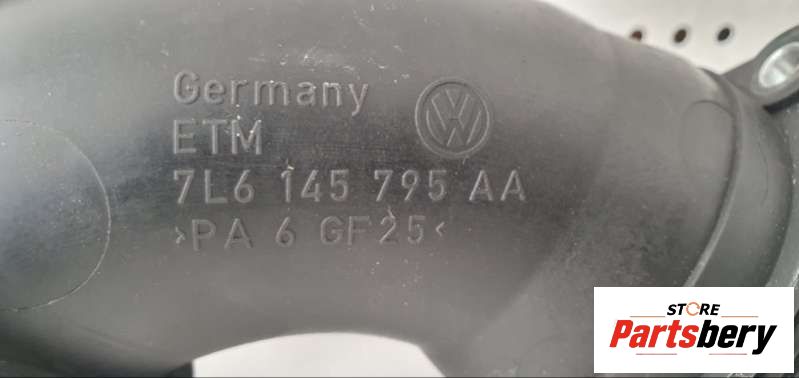 Germany
ETM
7L6 145 795 AA
>PA 6 GF25<
STORE
Partsbery